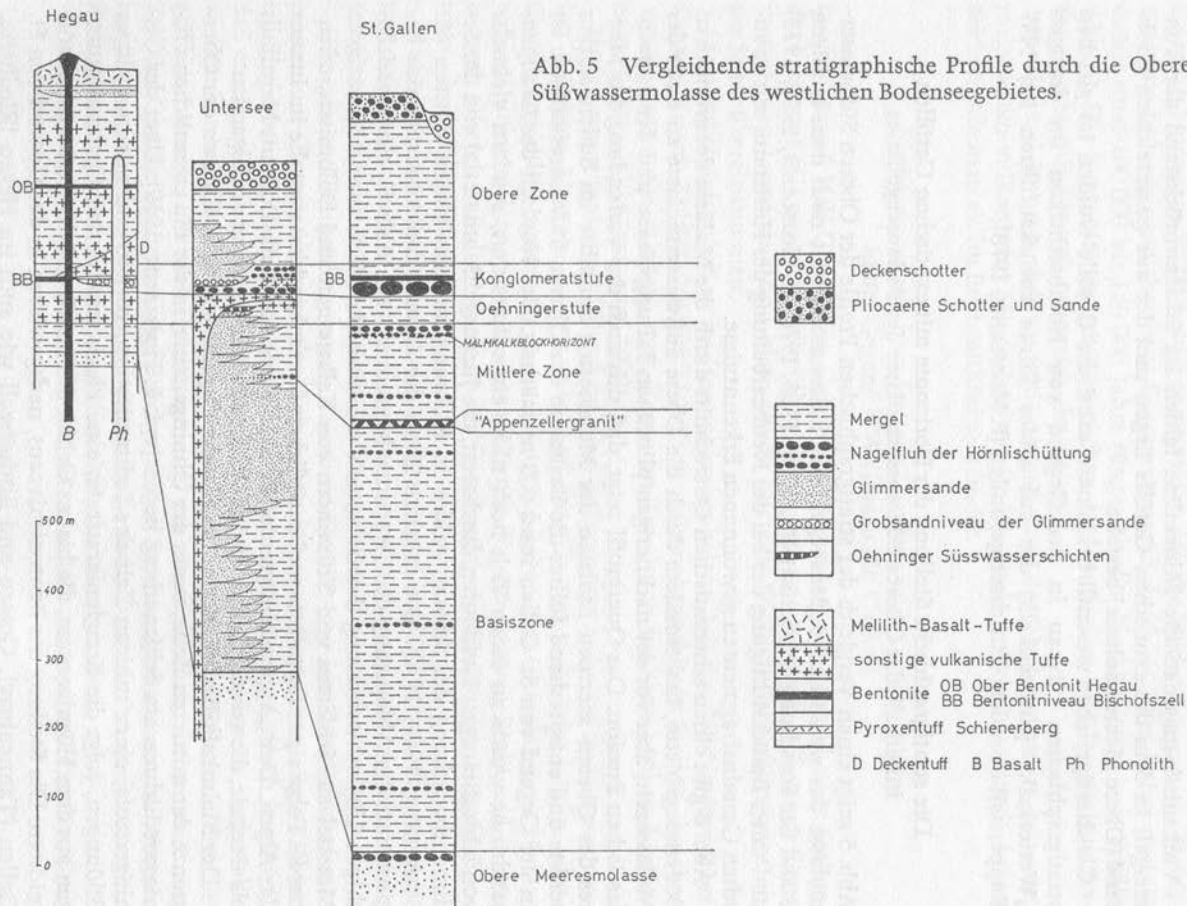 Hegau
St. Gallen
Untersee
Abb. 5 Vergleichende stratigraphische Profile durch die Obere
Süßwassermolasse des westlichen Bodenseegebietes.
OB
D
BB
B
Ph
BB
Obere Zone
Konglomeratstufe
Oehningerstufe
MALMKALKBLOCKHORIZONT
Mittlere Zone
"Appenzellergranit"
Basiszone
Obere Meeresmolasse
500 m
400
300
200
100
0
Deckenschotter
Pliocaene Schotter und Sande
Mergel
Nagelfluh der Hörnlischüttung
Glimmersande
Grobsandniveau der Glimmersande
Oehninger Süsswasserschichten
Melilith-Basalt-Tuffe
sonstige vulkanische Tuffe
Bentonite OB Ober Bentonit Hegau
BB Bentonitniveau Bischofszell
Pyroxentuff Schienerberg
D Deckentuff B Basalt Ph Phonolith